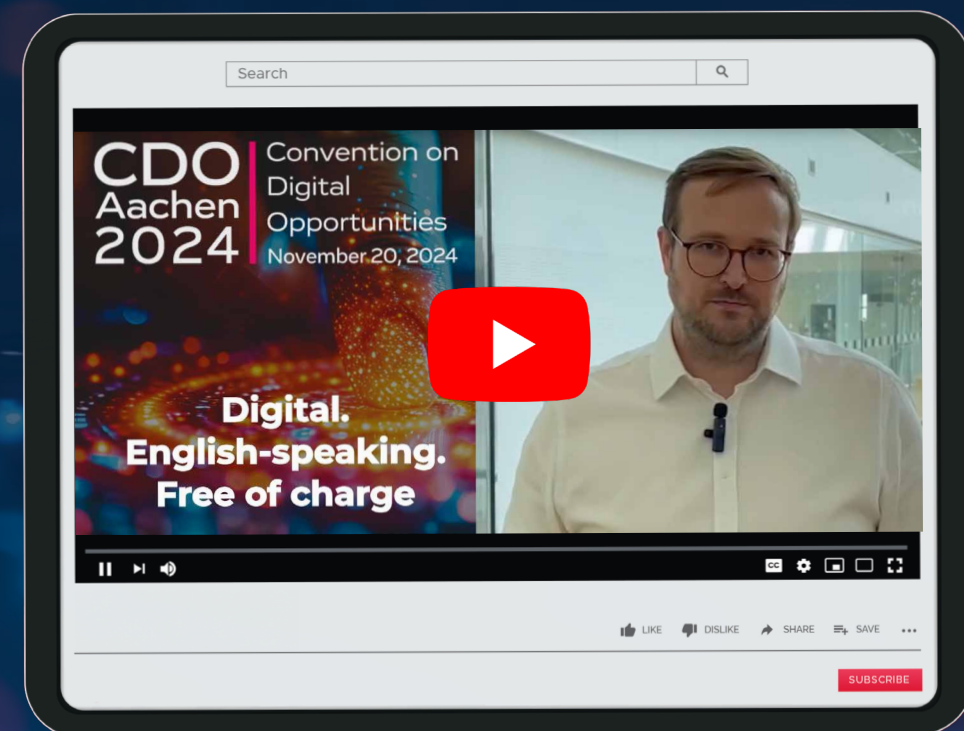 Search
CDO
Aachen
2024
Convention on
Digital
Opportunities
November 20, 2024
Digital.
English-speaking.
Free of charge
CC
LIKE DISLIKE SHARE SAVE
SUBSCRIBE